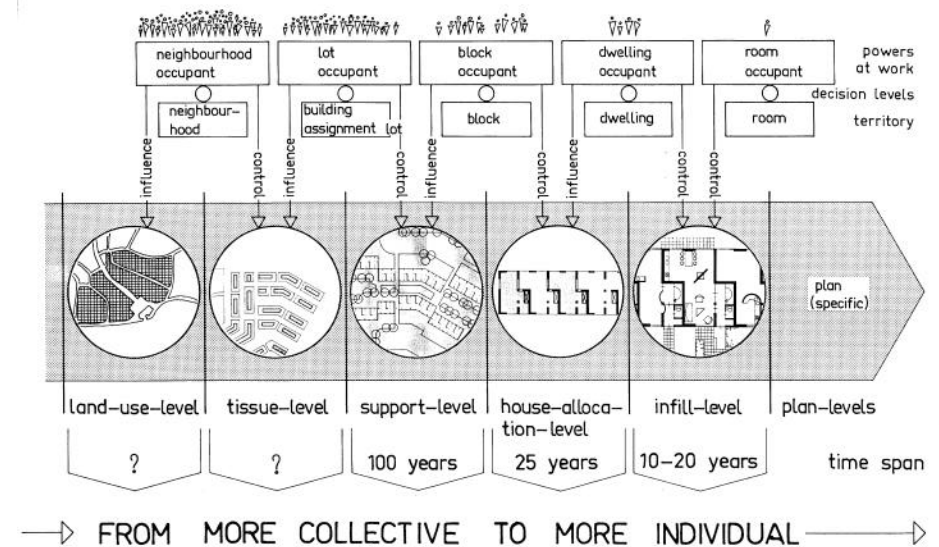 neighbourhood
occupant
lot
occupant
block
occupant
dwelling
occupant
room
occupant
powers
at work
decision levels
neighbour-
hood
building
assignment lot
block
dwelling
room
territory
influence
control
influence
control
influence
control
influence
control
control
plan
(specific)
land-use-level
tissue-level
support-level
house-alloca-
tion-level
infill-level
plan-levels
?
?
100 years
25 years
10-20 years
time span
FROM MORE COLLECTIVE TO MORE INDIVIDUAL